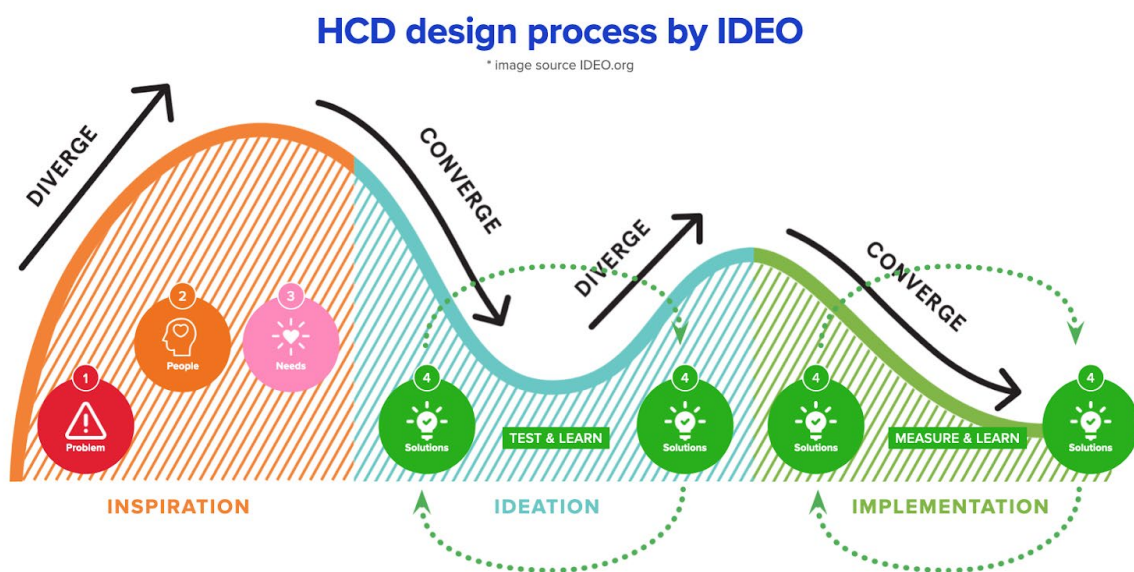 HCD design process by IDEO
* image source IDEO.org
DIVERGE
CONVERGE
DIVERGE
CONVERGE
1
Problem
2
People
3
Needs
4
Solutions
TEST & LEARN
4
Solutions
4
Solutions
MEASURE & LEARN
4
Solutions
INSPIRATION
IDEATION
IMPLEMENTATION